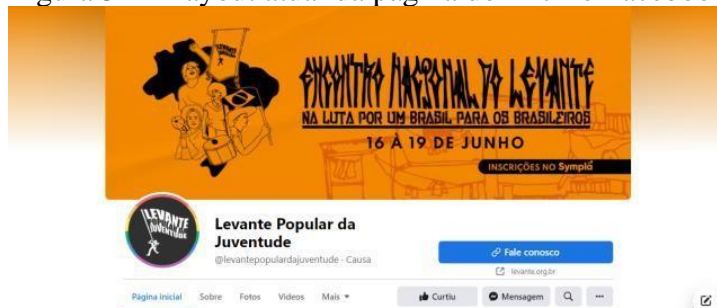 ENCONTRO NACIONAL DO LEVANTE
NA LUTA POR UM BRASIL PARA OS BRASILEIROS
16 À 19 DE JUNHO
INSCRIÇÕES NO Sympla
LEVANTE
Levante Popular da
Juventude
@levantepopulardajuventude · Causa
Fale conosco
levante.org.br
Página inicial Sobre Fotos Vídeos Mais Curtiu Mensagem